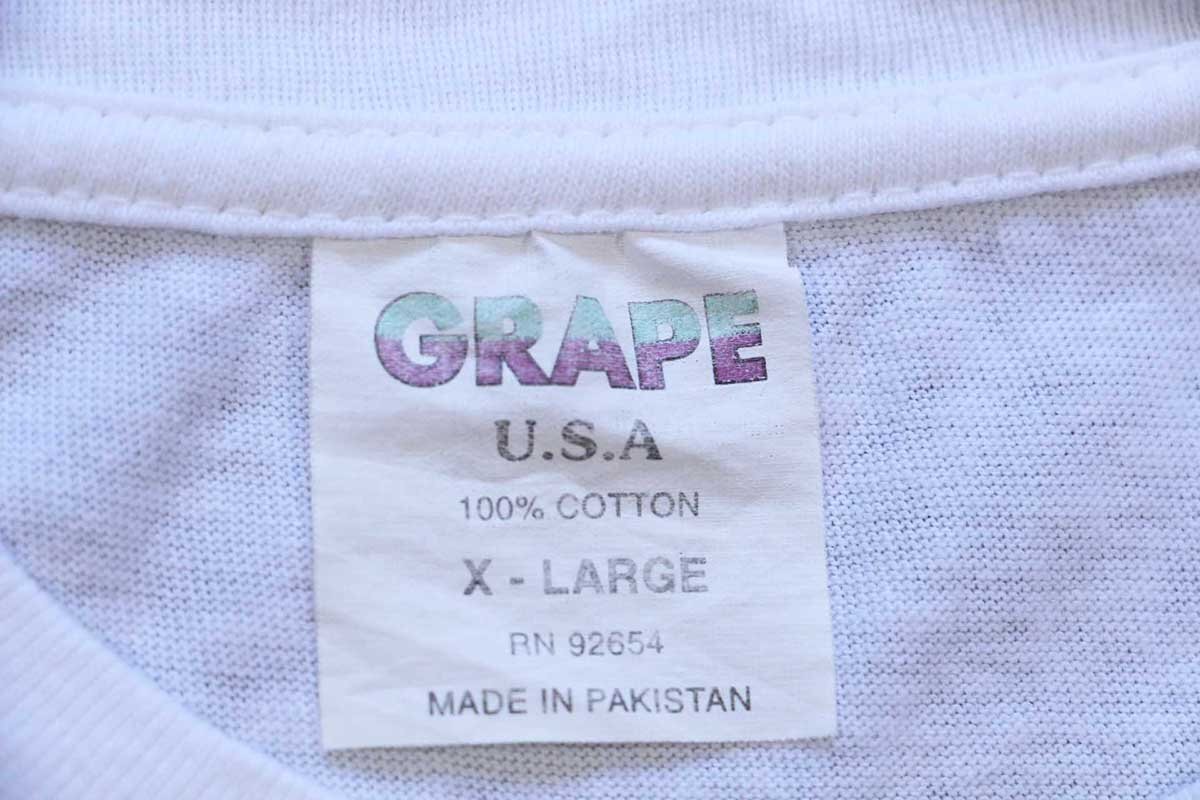 GRAPE
U.S.A
100% COTTON
X - LARGE
RN 92654
MADE IN PAKISTAN